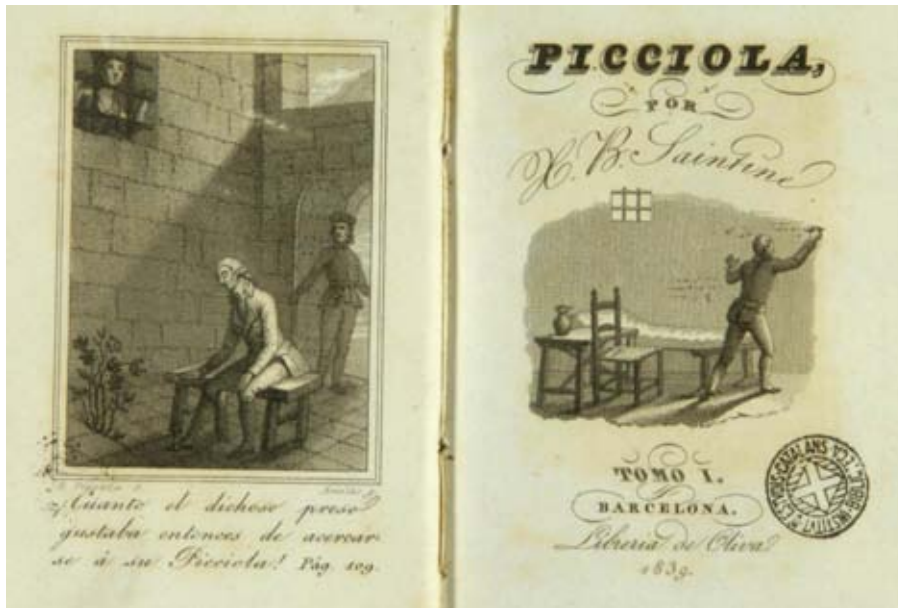 ¡Cuanto el dichoso preso
gustaba entonces de acercar-
se á su Picciola! Pág. 109.
PICCIOLA,
POR
X. B. Saintine
TOMO I.
BARCELONA.
Libreria de Oliva
1839.